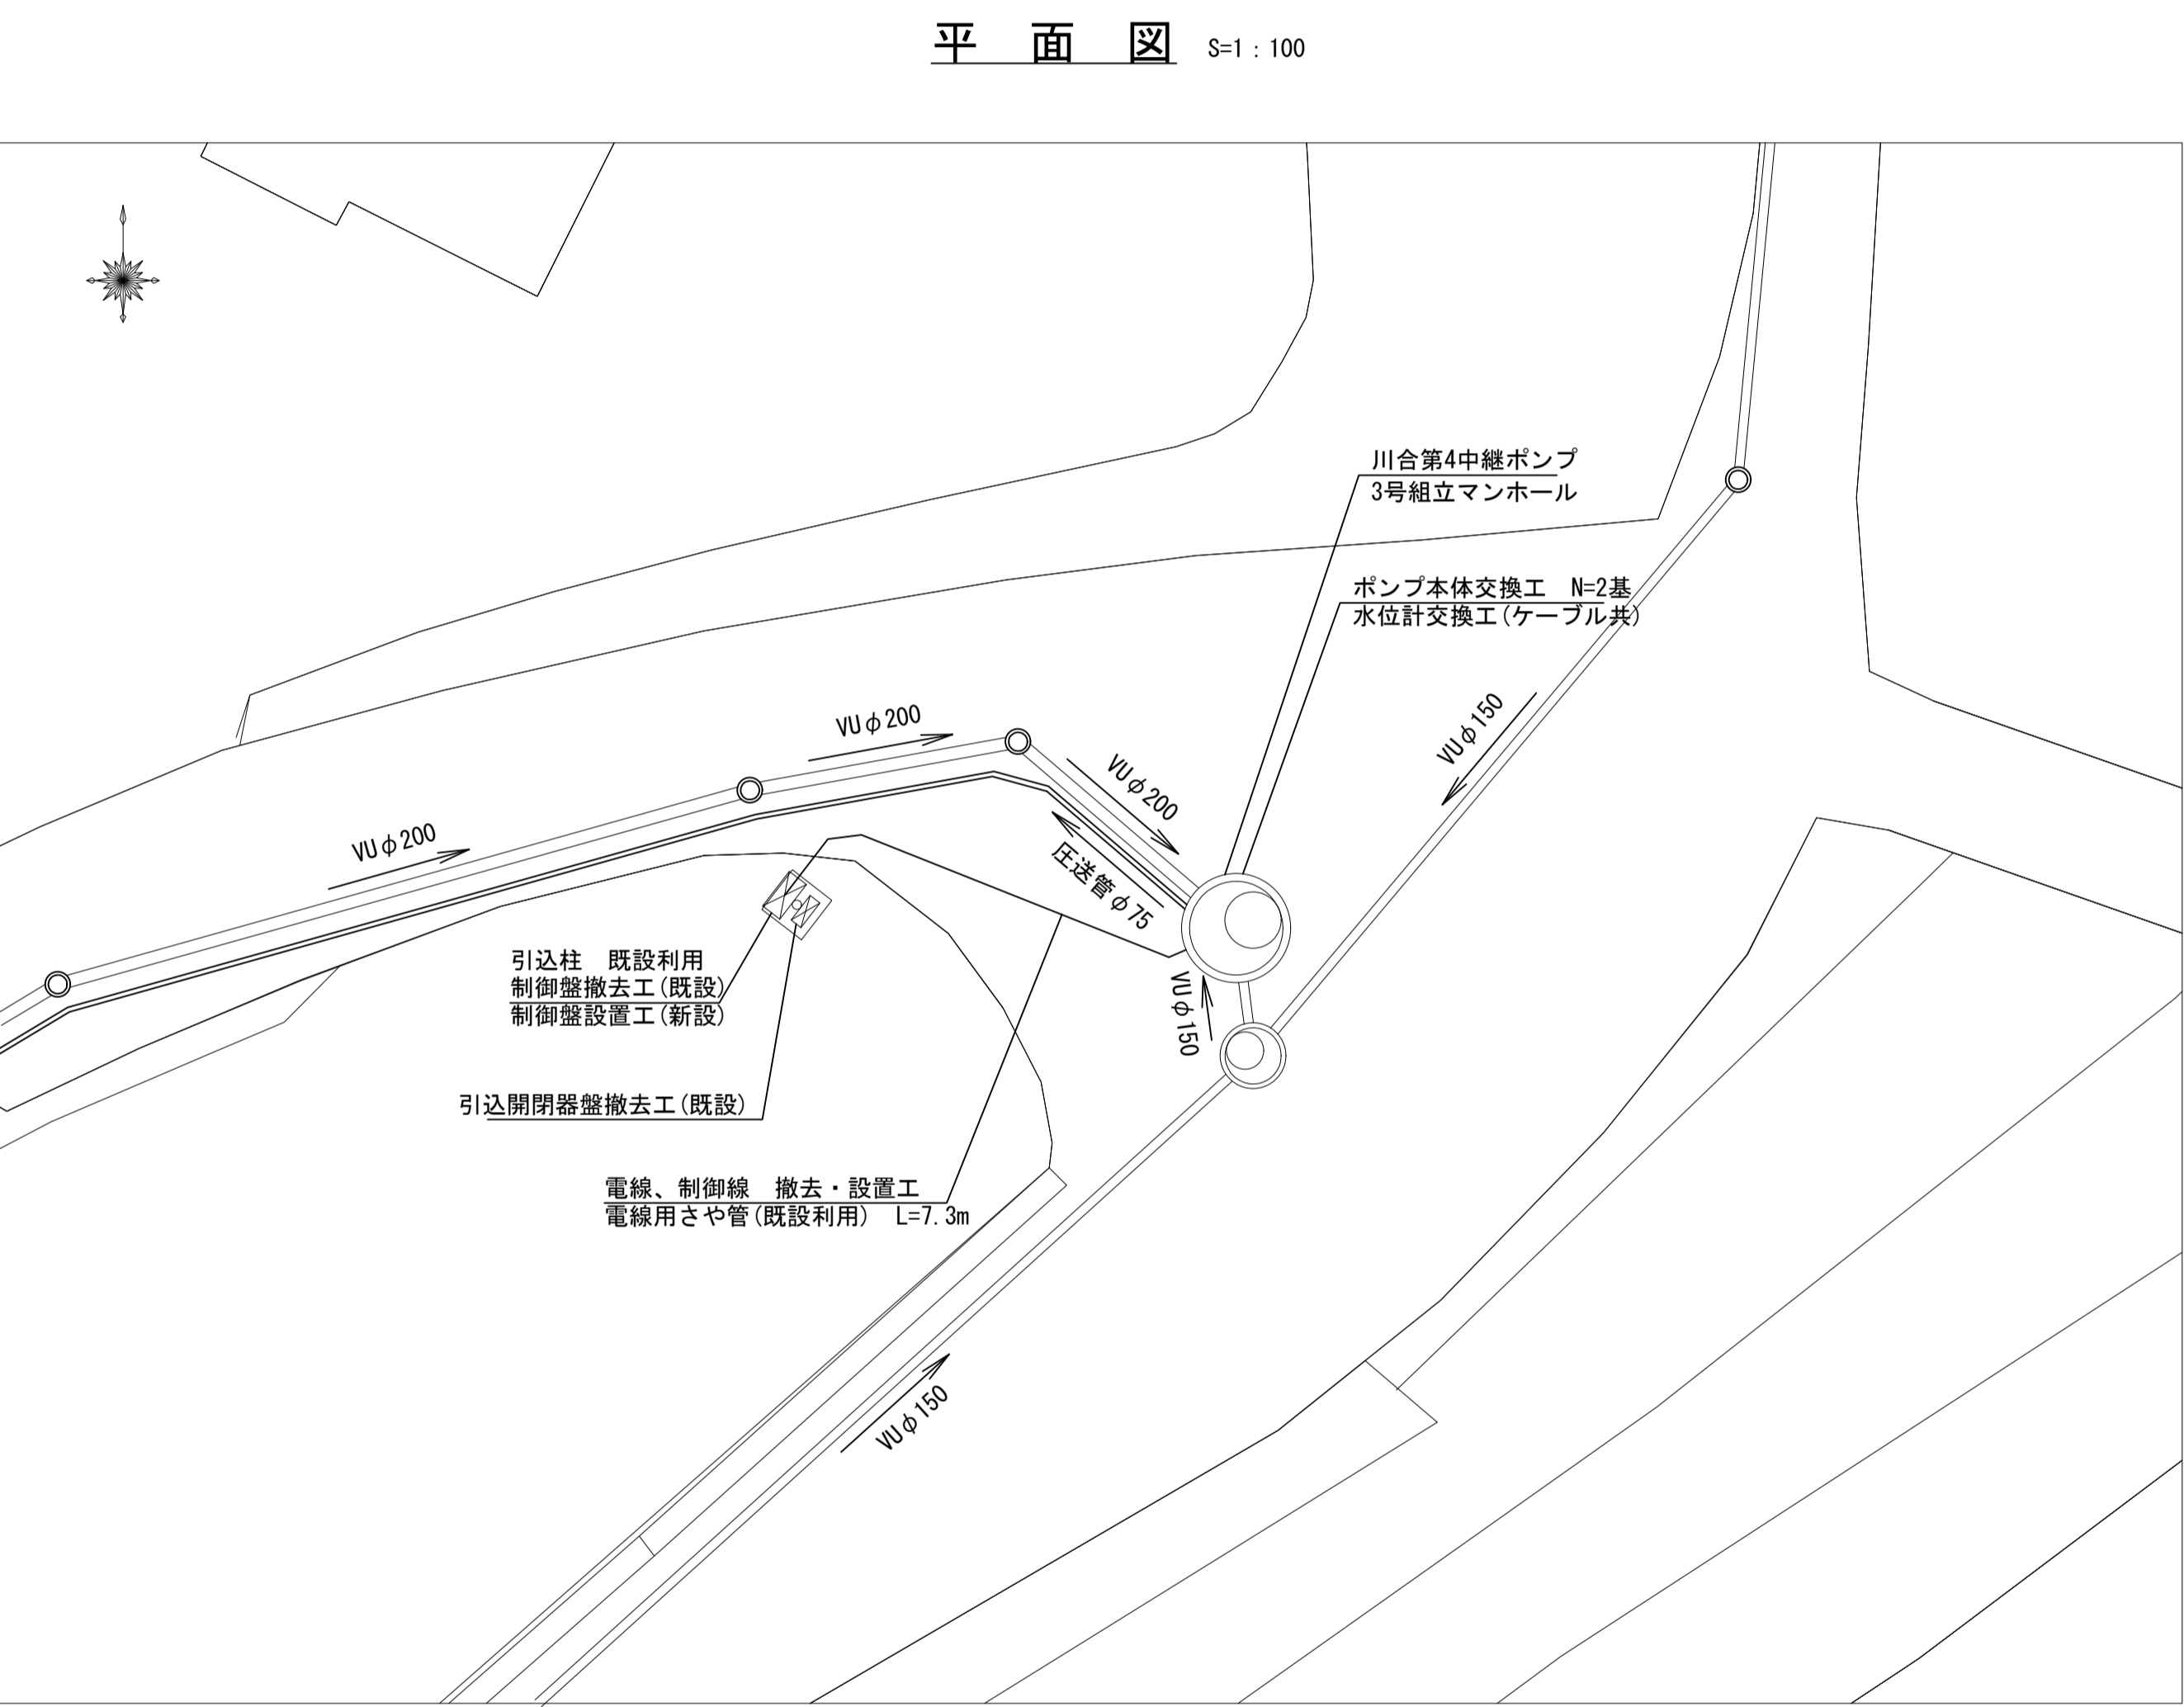 平　面　図　S=1：100
川合第4中継ポンプ
3号組立マンホール
ポンプ本体交換工　N=2基
水位計交換工(ケーブル共)
VUφ150
VUφ200
VUφ200
VUφ200
圧送管φ75
引込柱　既設利用
制御盤撤去工(既設)
制御盤設置工(新設)
VUφ150
引込開閉器盤撤去工(既設)
電線、制御線　撤去・設置工
電線用さや管(既設利用)　L=7.3m
VUφ150